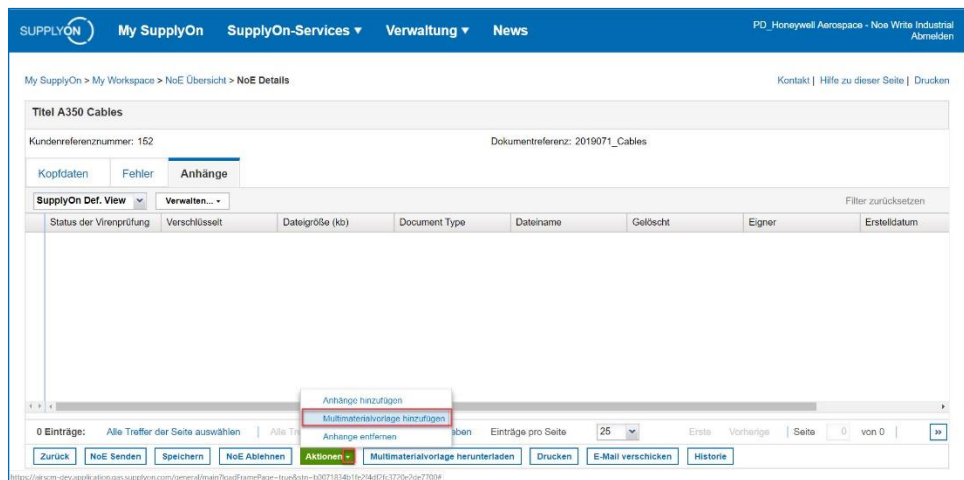 SUPPLYON My SupplyOn SupplyOn-Services Verwaltung News
PD_Honeywell Aerospace - Noe Write Industrial
Abmelden
My SupplyOn > My Workspace > NoE Übersicht > NoE Details Kontakt | Hilfe zu dieser Seite | Drucken
Titel A350 Cables
Kundenreferenznummer: 152 Dokumentreferenz: 2019071_Cables
Kopfdaten Fehler Anhänge
SupplyOn Def. View Verwalten... Filter zurücksetzen
Status der Virenprüfung Verschlüsselt Dateigröße (kb) Document Type Dateiname Gelöscht Eigner Erstelldatum
Anhänge hinzufügen
Multimaterialvorlage hinzufügen
Anhänge entfernen
0 Einträge: Alle Treffer der Seite auswählen | Alle Einträge pro Seite 25 Erste Vorherige | Seite 0 von 0 | »
Zurück NoE Senden Speichern NoE Ablehnen Aktionen Multimaterialvorlage herunterladen Drucken E-Mail verschicken Historie